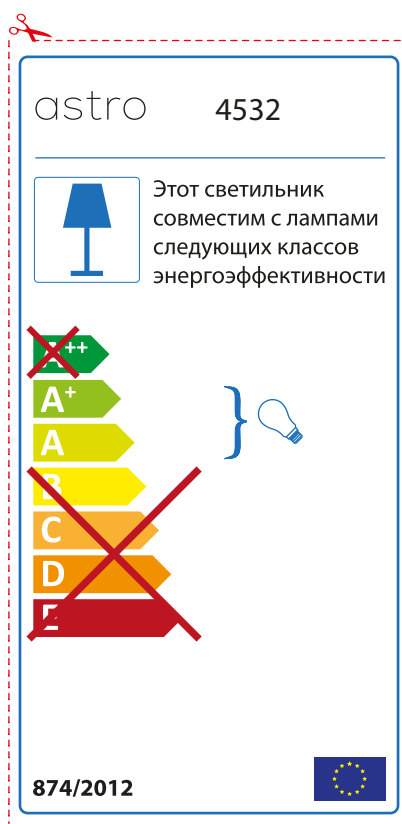 astro 4532
Этот светильник
совместим с лампами
следующих классов
энергоэффективности
A++
A+
A
B
C
D
E
874/2012